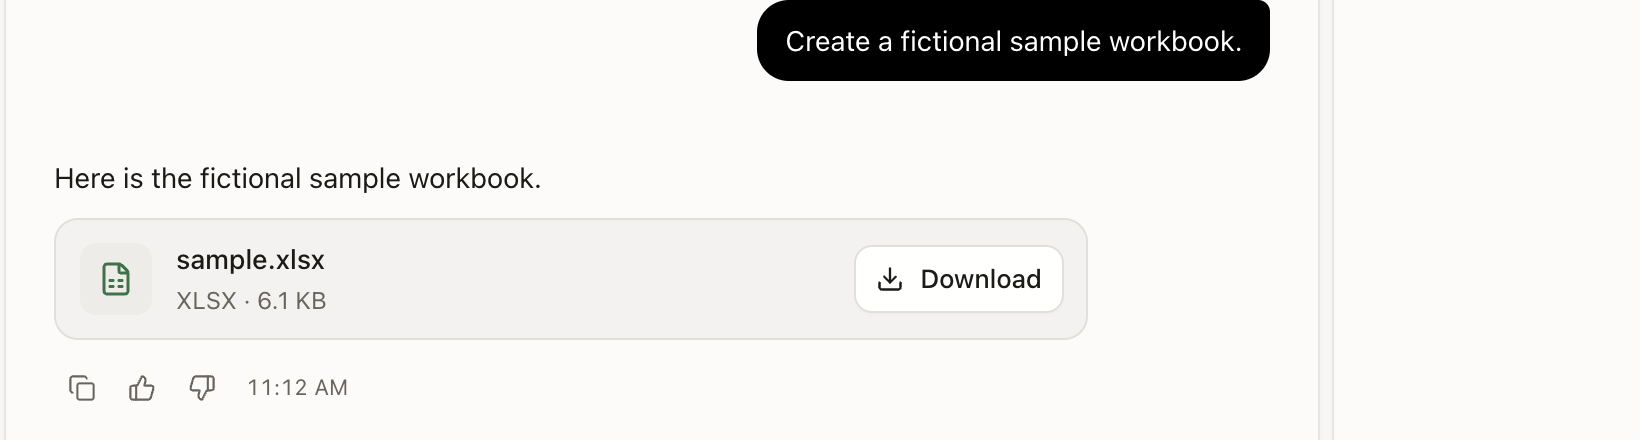 Create a fictional sample workbook.
Here is the fictional sample workbook.
sample.xlsx
XLSX · 6.1 KB
Download
11:12 AM